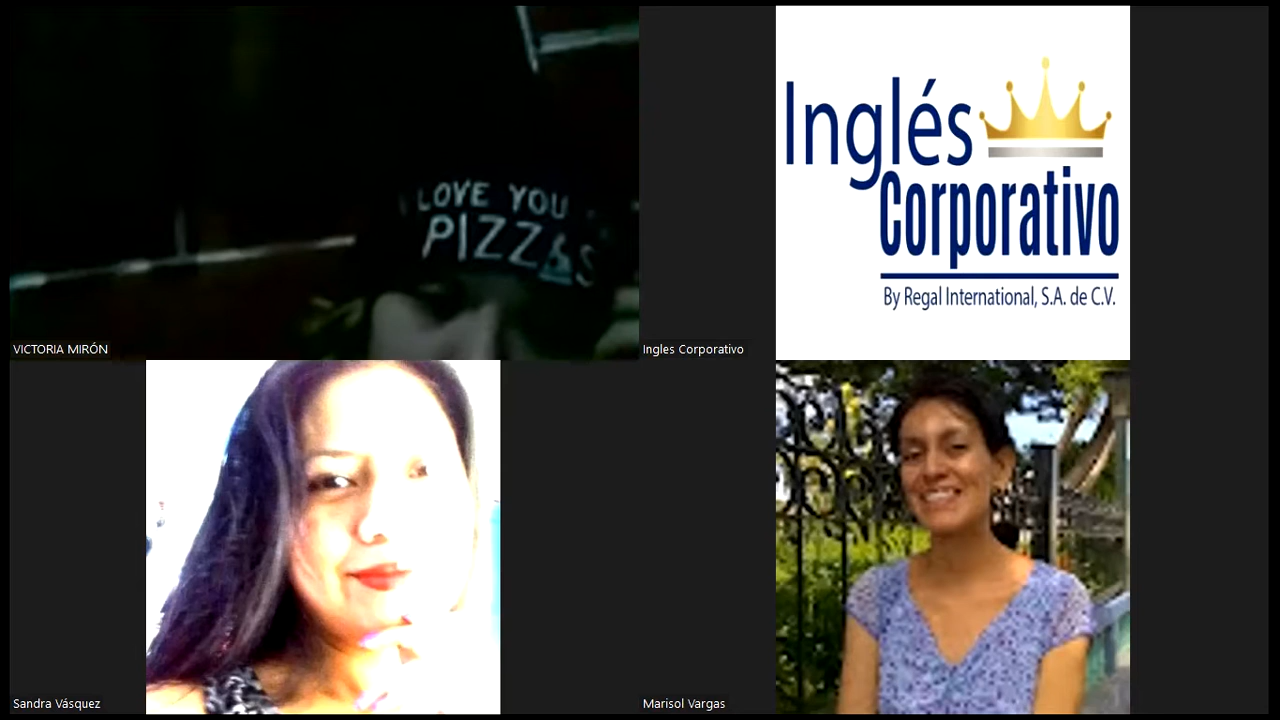 LOVE YOU
PIZZAS
VICTORIA MIRÓN
Inglés
Corporativo
By Regal International, S.A. de C.V.
Ingles Corporativo
Sandra Vásquez
Marisol Vargas